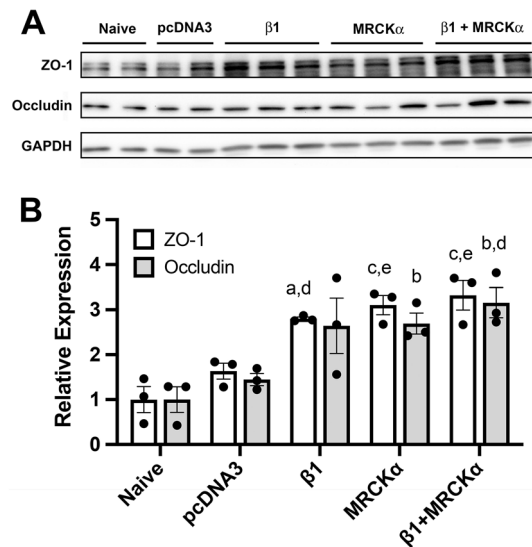 A
Naive pcDNA3 β1 MRCKα β1 + MRCKα
ZO-1
Occludin
GAPDH
B
Relative Expression
5
4
3
2
1
0
ZO-1
Occludin
a,d
c,e
b
c,e
b,d
Naive pcDNA3 β1 MRCKα β1+MRCKα